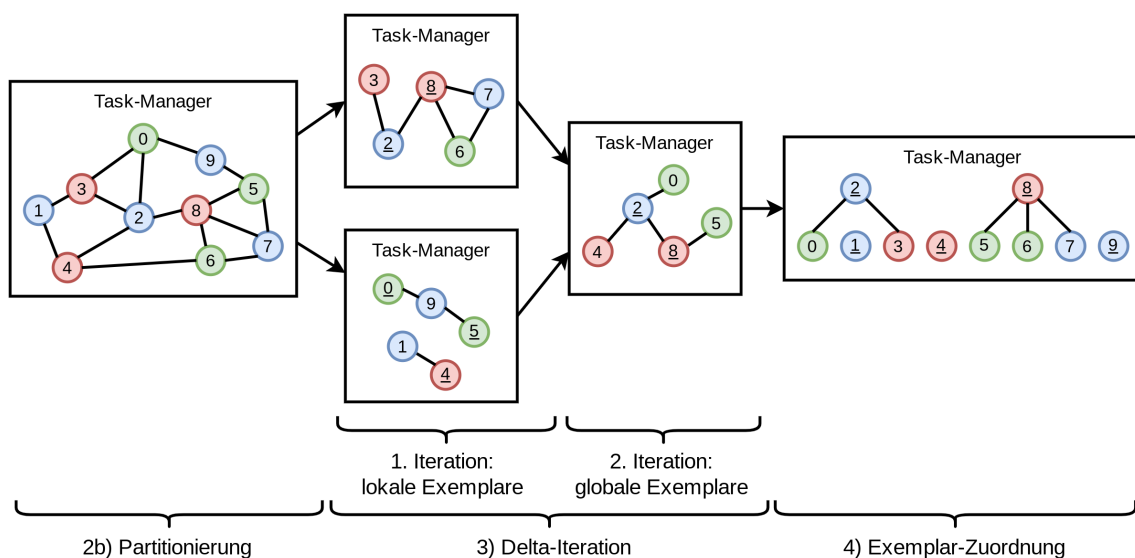 Task-Manager
0
9
3
5
1
2
8
7
6
4
Task-Manager
3
8
7
2
6
Task-Manager
0
9
5
1
4
Task-Manager
0
2
5
4
8
Task-Manager
2
8
0
1
3
4
5
6
7
9
1. Iteration:
lokale Exemplare
2. Iteration:
globale Exemplare
2b) Partitionierung
3) Delta-Iteration
4) Exemplar-Zuordnung